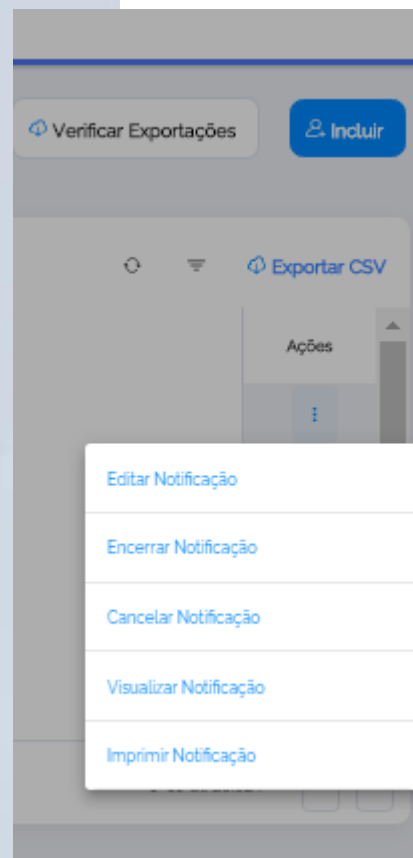 Verificar Exportações
Incluir
Exportar CSV
Ações
Editar Notificação
Encerrar Notificação
Cancelar Notificação
Visualizar Notificação
Imprimir Notificação